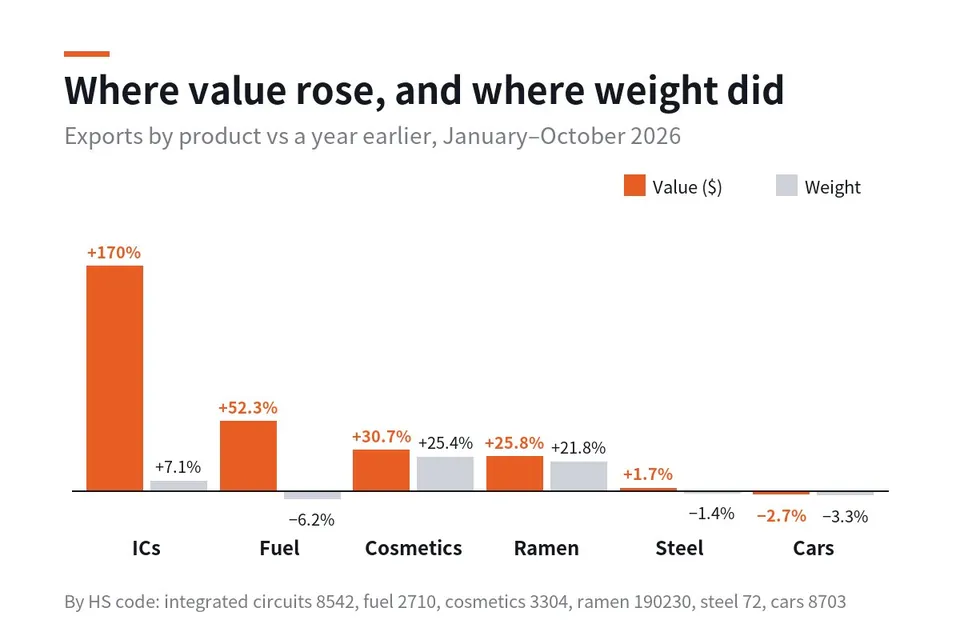 Where value rose, and where weight did
Exports by product vs a year earlier, January–October 2026
Value ($) Weight
+170%
+7.1%
+52.3%
−6.2%
+30.7%
+25.4%
+25.8%
+21.8%
+1.7%
−1.4%
−2.7%
−3.3%
ICs Fuel Cosmetics Ramen Steel Cars
By HS code: integrated circuits 8542, fuel 2710, cosmetics 3304, ramen 190230, steel 72, cars 8703